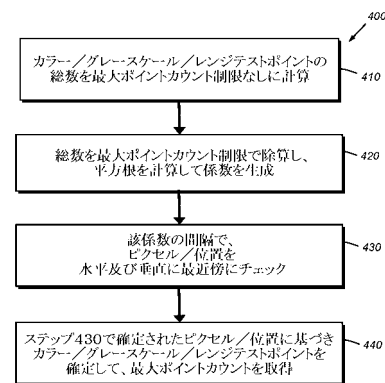 400
カラー／グレースケール／レンジテストポイントの
総数を最大ポイントカウント制限なしに計算
410
総数を最大ポイントカウント制限で除算し、
平方根を計算して係数を生成
420
該係数の間隔で、
ピクセル／位置を
水平及び垂直に最近傍にチェック
430
ステップ430で確定されたピクセル／位置に基づき
カラー／グレースケール／レンジテストポイントを
確定して、最大ポイントカウントを取得
440